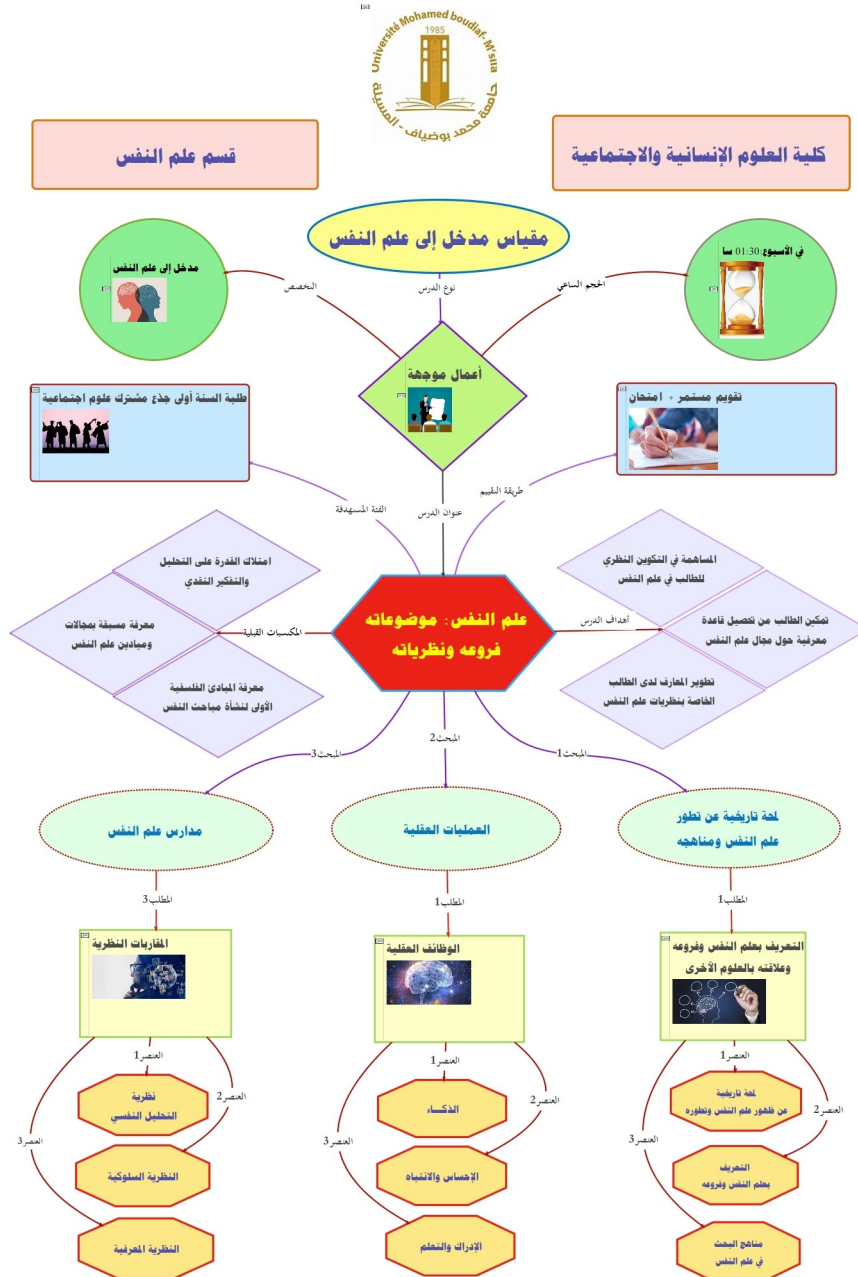 Université Mohamed boudiaf- M'sila
1985
جامعة محمد بوضياف - المسيلة
كلية العلوم الإنسانية والاجتماعية
قسم علم النفس
مقياس مدخل إلى علم النفس
في الأسبوع:01:30 سا
مدخل إلى علم النفس
الحجم الساعي
نوع الدرس
التخصص
أعمال موجهة
تقويم مستمر + امتحان
طلبة السنة أولى جذع مشترك علوم اجتماعية
طريقة التقييم
عنوان الدرس
الفئة المستهدفة
المساهمة في التكوين النظري
للطالب في علم النفس
تمكين الطالب من تحصيل قاعدة
معرفية حول مجال علم النفس
تطوير المعارف لدى الطالب
الخاصة بنظريات علم النفس
أهداف الدرس
علم النفس: موضوعاته
فروعه ونظرياته
المكتسبات القبلية
امتلاك القدرة على التحليل
والتفكير النقدي
معرفة مسبقة بمجالات
وميادين علم النفس
معرفة المبادئ الفلسفية
الأولى لنشأة مباحث النفس
المبحث1
المبحث2
المبحث3
لمحة تاريخية عن تطور
علم النفس ومناهجه
العمليات العقلية
مدارس علم النفس
المطلب1
المطلب1
المطلب3
التعريف بعلم النفس وفروعه
وعلاقته بالعلوم الأخرى
الوظائف العقلية
المقاربات النظرية
العنصر1
العنصر2
العنصر3
لمحة تاريخية
عن ظهور علم النفس وتطوره
التعريف
بعلم النفس وفروعه
مناهج البحث
في علم النفس
العنصر1
العنصر2
العنصر3
الذكـــاء
الإحساس والانتباه
الإدراك والتعلم
العنصر1
العنصر2
العنصر3
نظرية
التحليل النفسي
النظرية السلوكية
النظرية المعرفية